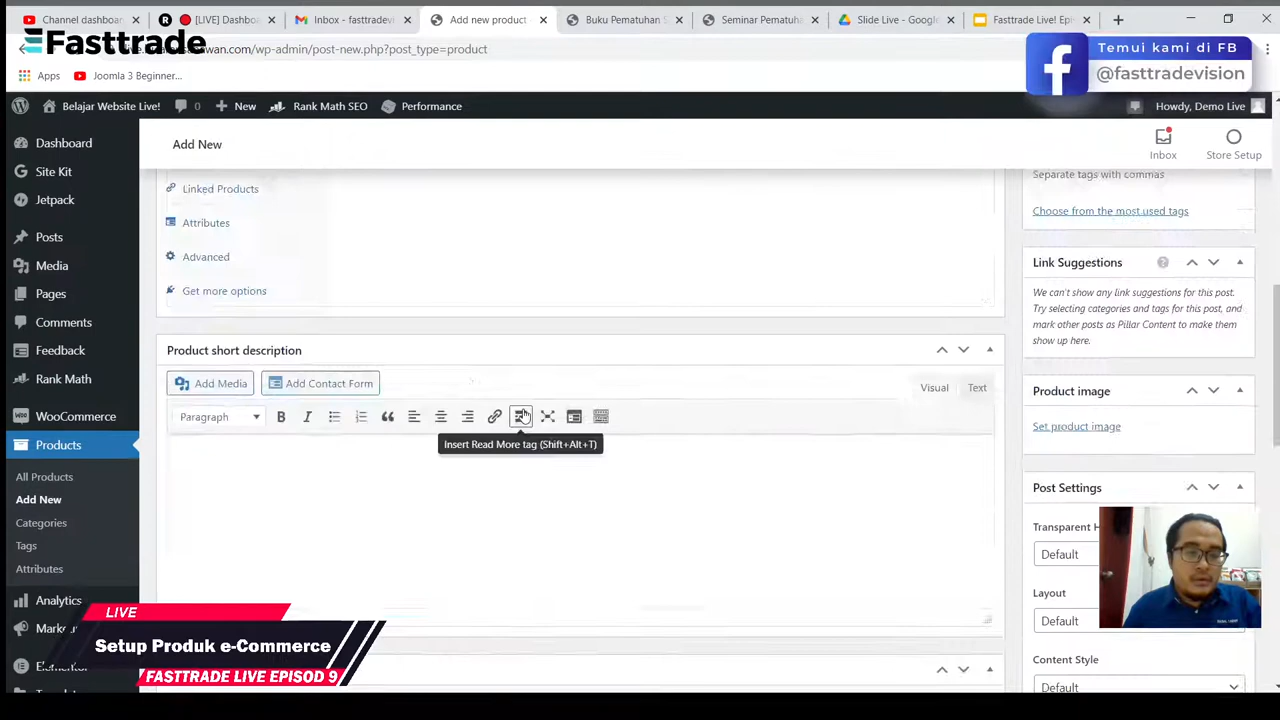 Channel dashboard
[LIVE] Dashbo
Inbox - fasttradevi
Add new product
Buku Pematuhan S
Seminar Pematuha
Slide Live - Google
Fasttrade Live! Epi
Fasttrade
wan.com/wp-admin/post-new.php?post_type=product
Temui kami di FB
@fasttradevision
Apps
Joomla 3 Beginner...
Belajar Website Live!
0
New
Rank Math SEO
Performance
Howdy, Demo Live
Dashboard
Add New
Inbox
Store Setup
Site Kit
Separate tags with commas
Linked Products
Jetpack
Choose from the most used tags
Attributes
Posts
Advanced
Link Suggestions
Media
Get more options
We can't show any link suggestions for this post.
Pages
Try selecting categories and tags for this post, and
mark other posts as Pillar Content to make them
Comments
show up here.
Feedback
Product short description
Rank Math
Add Media
Add Contact Form
Visual
Text
Product image
WooCommerce
Paragraph
Set product image
Products
Insert Read More tag (Shift+Alt+T)
All Products
Post Settings
Add New
Categories
Transparent H
Tags
Default
Attributes
Layout
Analytics
LIVE
Default
Marke
Setup Produk e-Commerce
Content Style
Elementor
FASTTRADE LIVE EPISOD 9
Default